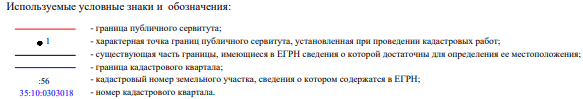 Используемые условные знаки и обозначения:
- граница публичного сервитута;
1 - характерная точка границ публичного сервитута, установленная при проведении кадастровых работ;
- существующая часть границы, имеющиеся в ЕГРН сведения о которой достаточны для определения ее местоположения;
- граница кадастрового квартала;
:56 - кадастровый номер земельного участка, сведения о котором содержатся в ЕГРН;
35:10:0303018 - номер кадастрового квартала.